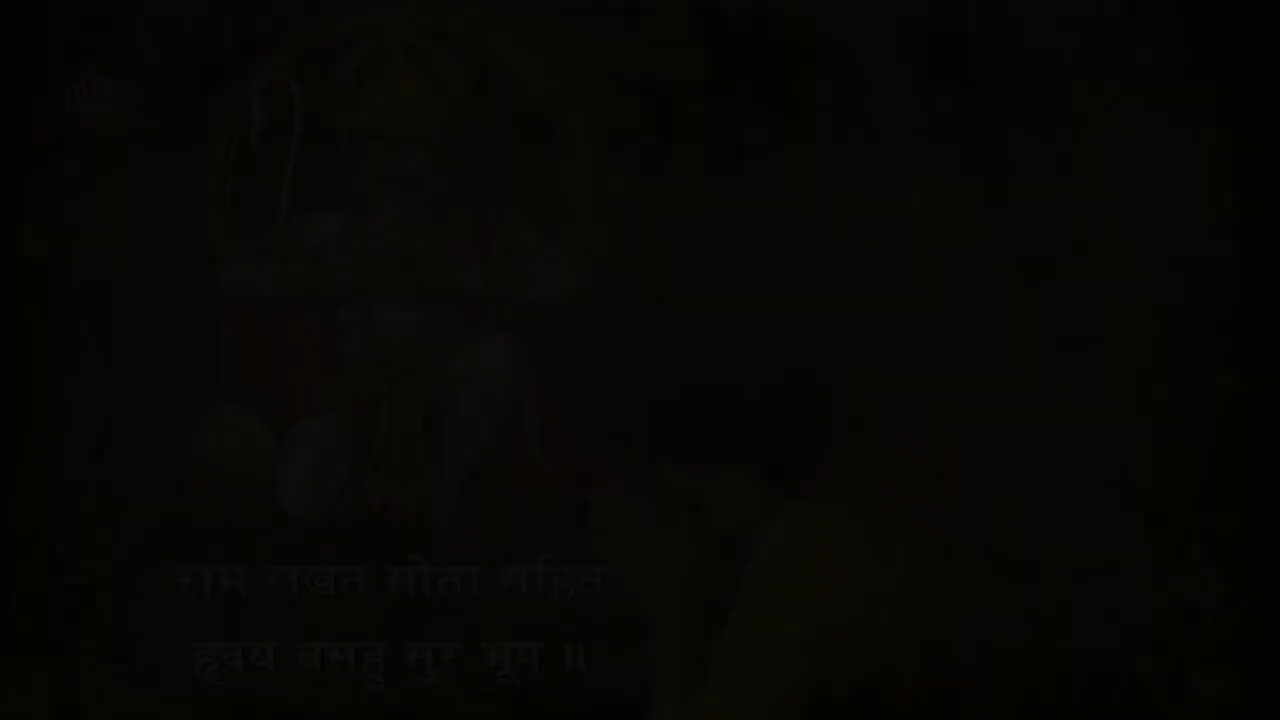 राम लखन सीता सहित
हृदय बसहु सुर भूप ॥